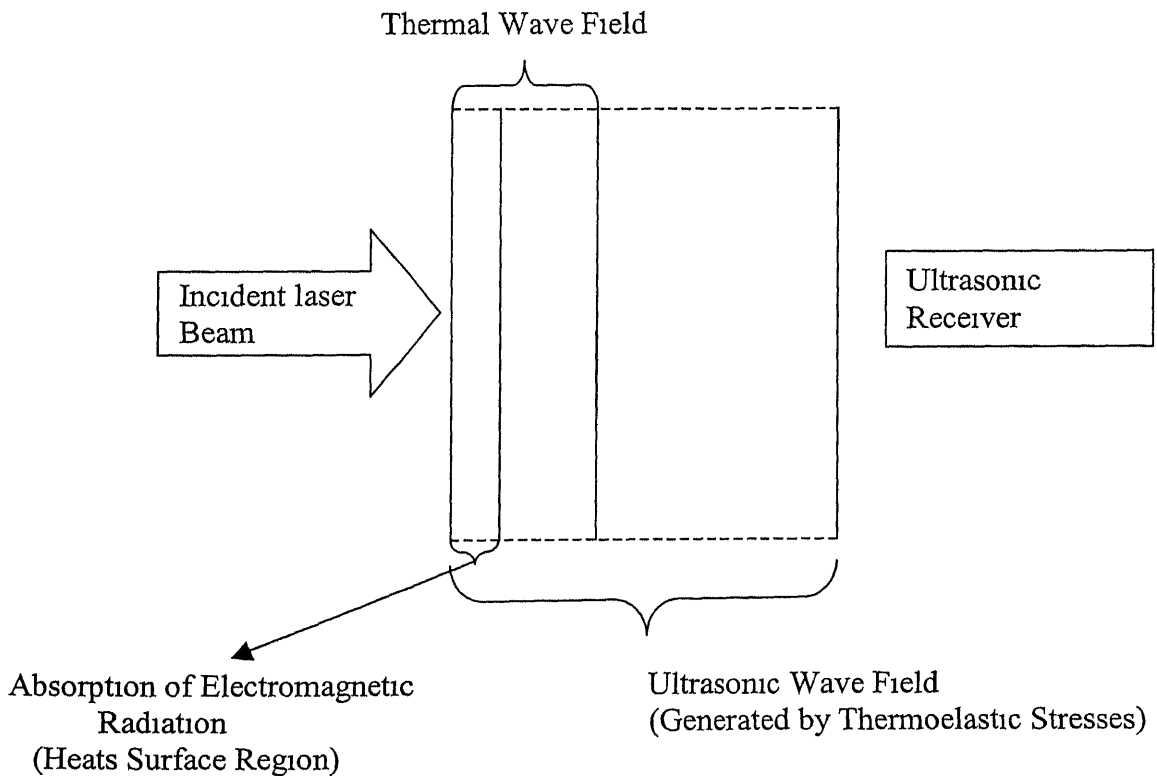 Thermal Wave Field
Incident laser
Beam
Ultrasonic
Receiver
Absorption of Electromagnetic
Radiation
(Heats Surface Region)
Ultrasonic Wave Field
(Generated by Thermoelastic Stresses)